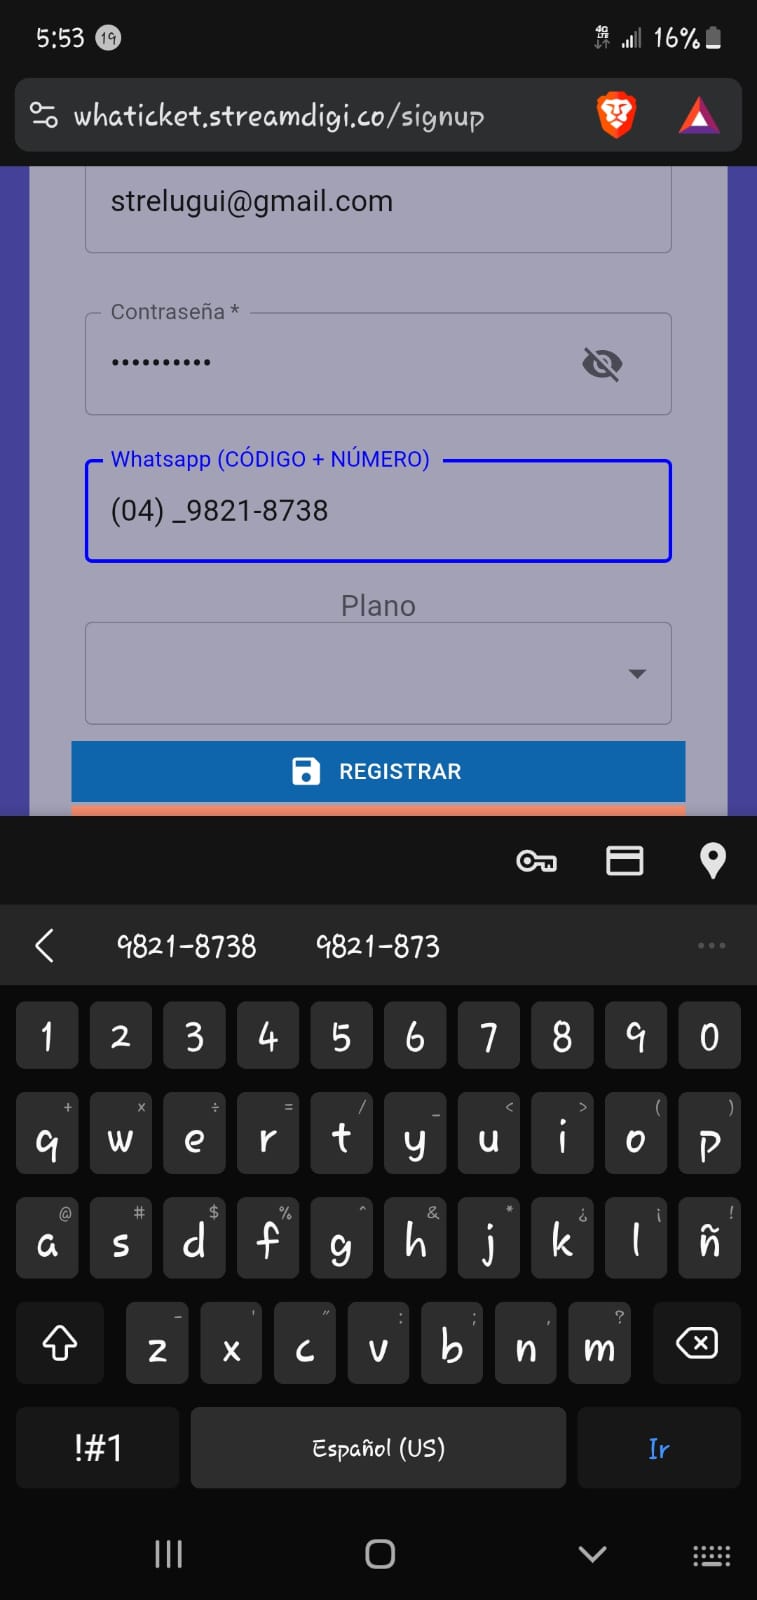 5:53 19 4G LTE 16%
whaticket.streamdigi.co/signup
strelugui@gmail.com
Contraseña *
••••••••••
Whatsapp (CÓDIGO + NÚMERO)
(04) _9821-8738
Plano
REGISTRAR
9821-8738 9821-873 ...
1 2 3 4 5 6 7 8 9 0
+ × ÷ = / _ < > ( )
q w e r t y u i o p
@ # $ % ^ & * ¿ ¡ !
a s d f g h j k l ñ
- ' " : ; , ?
z x c v b n m
!#1 Español (US) Ir